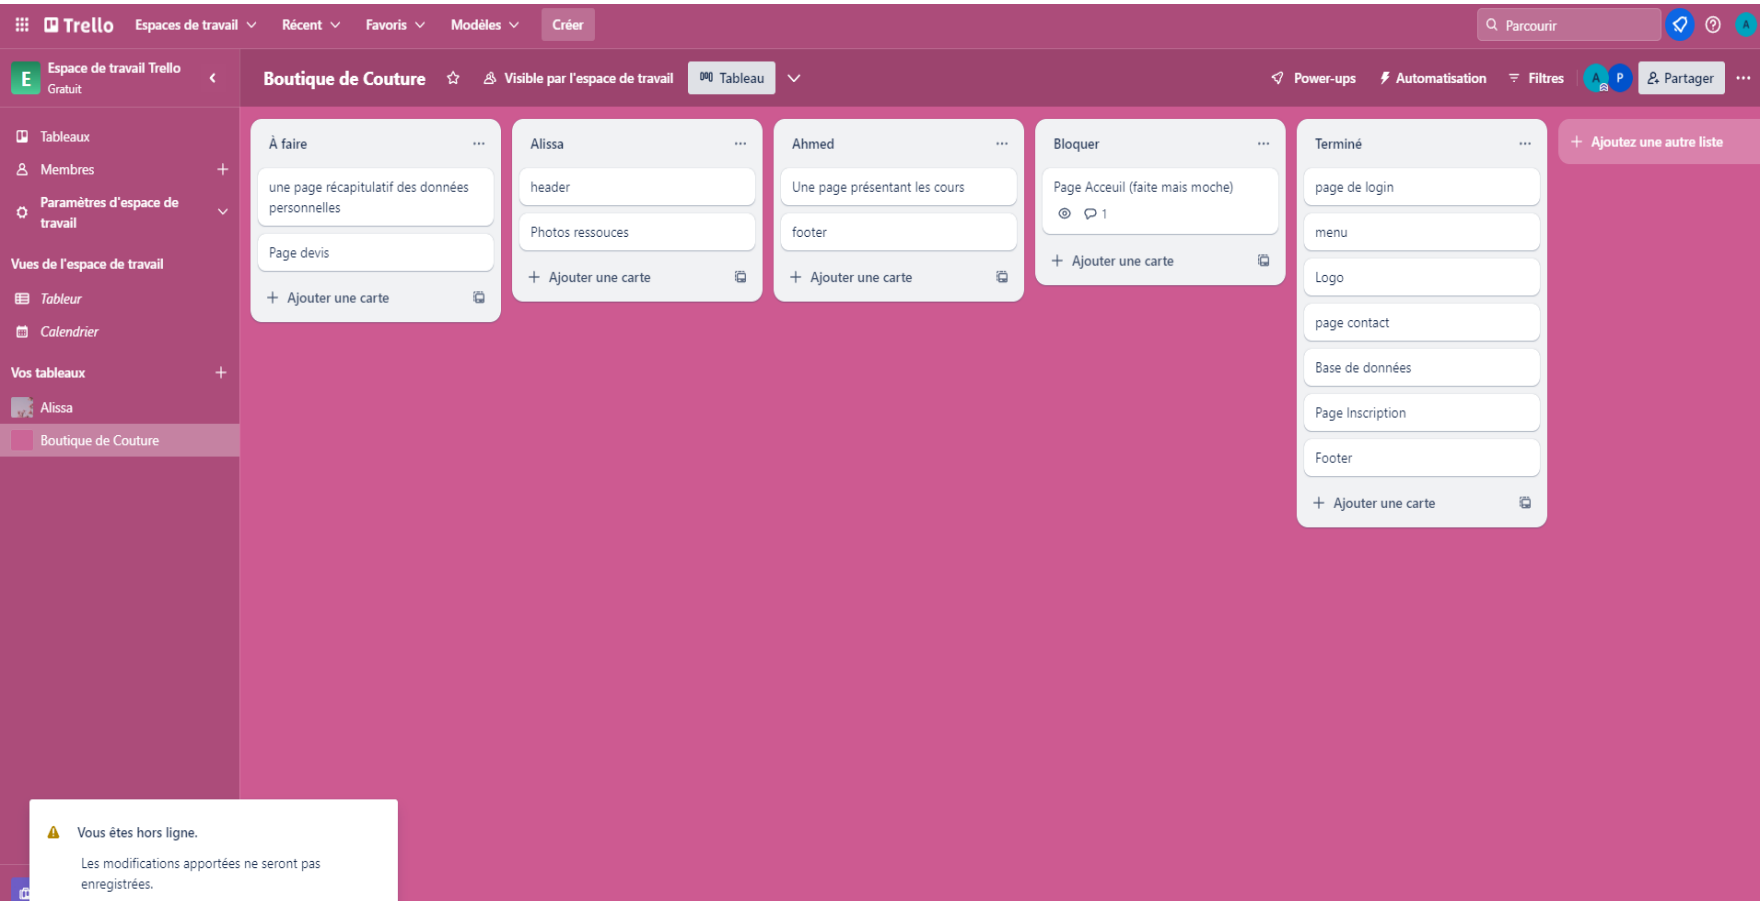 Trello
Espaces de travail
Récent
Favoris
Modèles
Créer
Parcourir
A
E
Espace de travail Trello
Gratuit
Boutique de Couture
Visible par l'espace de travail
Tableau
Power-ups
Automatisation
Filtres
A
P
Partager
Tableaux
Membres
Paramètres d'espace de
travail
Vues de l'espace de travail
Tableur
Calendrier
Vos tableaux
Alissa
Boutique de Couture
À faire
une page récapitulatif des données
personnelles
Page devis
Ajouter une carte
Alissa
header
Photos ressouces
Ajouter une carte
Ahmed
Une page présentant les cours
footer
Ajouter une carte
Bloquer
Page Acceuil (faite mais moche)
1
Ajouter une carte
Terminé
page de login
menu
Logo
page contact
Base de données
Page Inscription
Footer
Ajouter une carte
Ajoutez une autre liste
Vous êtes hors ligne.
Les modifications apportées ne seront pas
enregistrées.